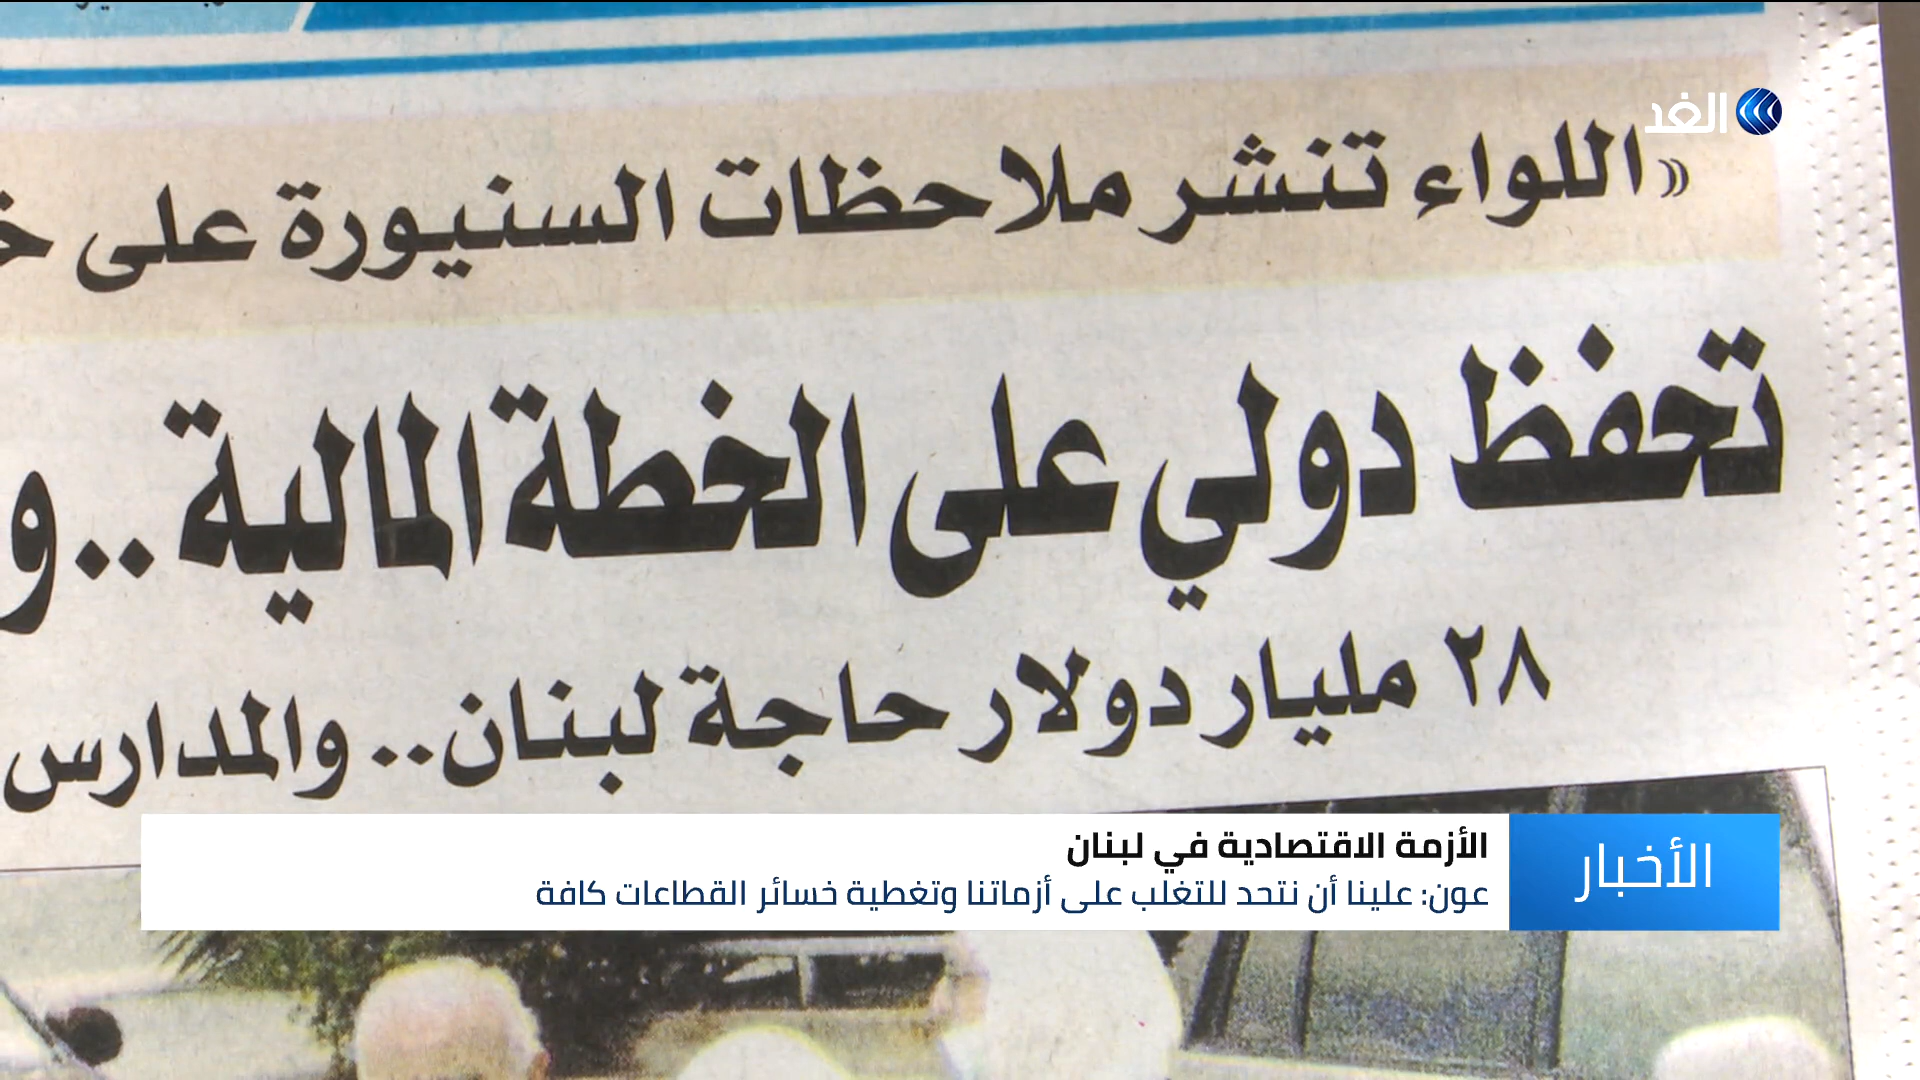 الغد
«اللواء تنشر ملاحظات السنيورة على
تحفظ دولي على الخطة المالية .. و
٢٨ مليار دولار حاجة لبنان.. والمدارس
الأخبار
الأزمة الاقتصادية في لبنان
عون: علينا أن نتحد للتغلب على أزماتنا وتغطية خسائر القطاعات كافة